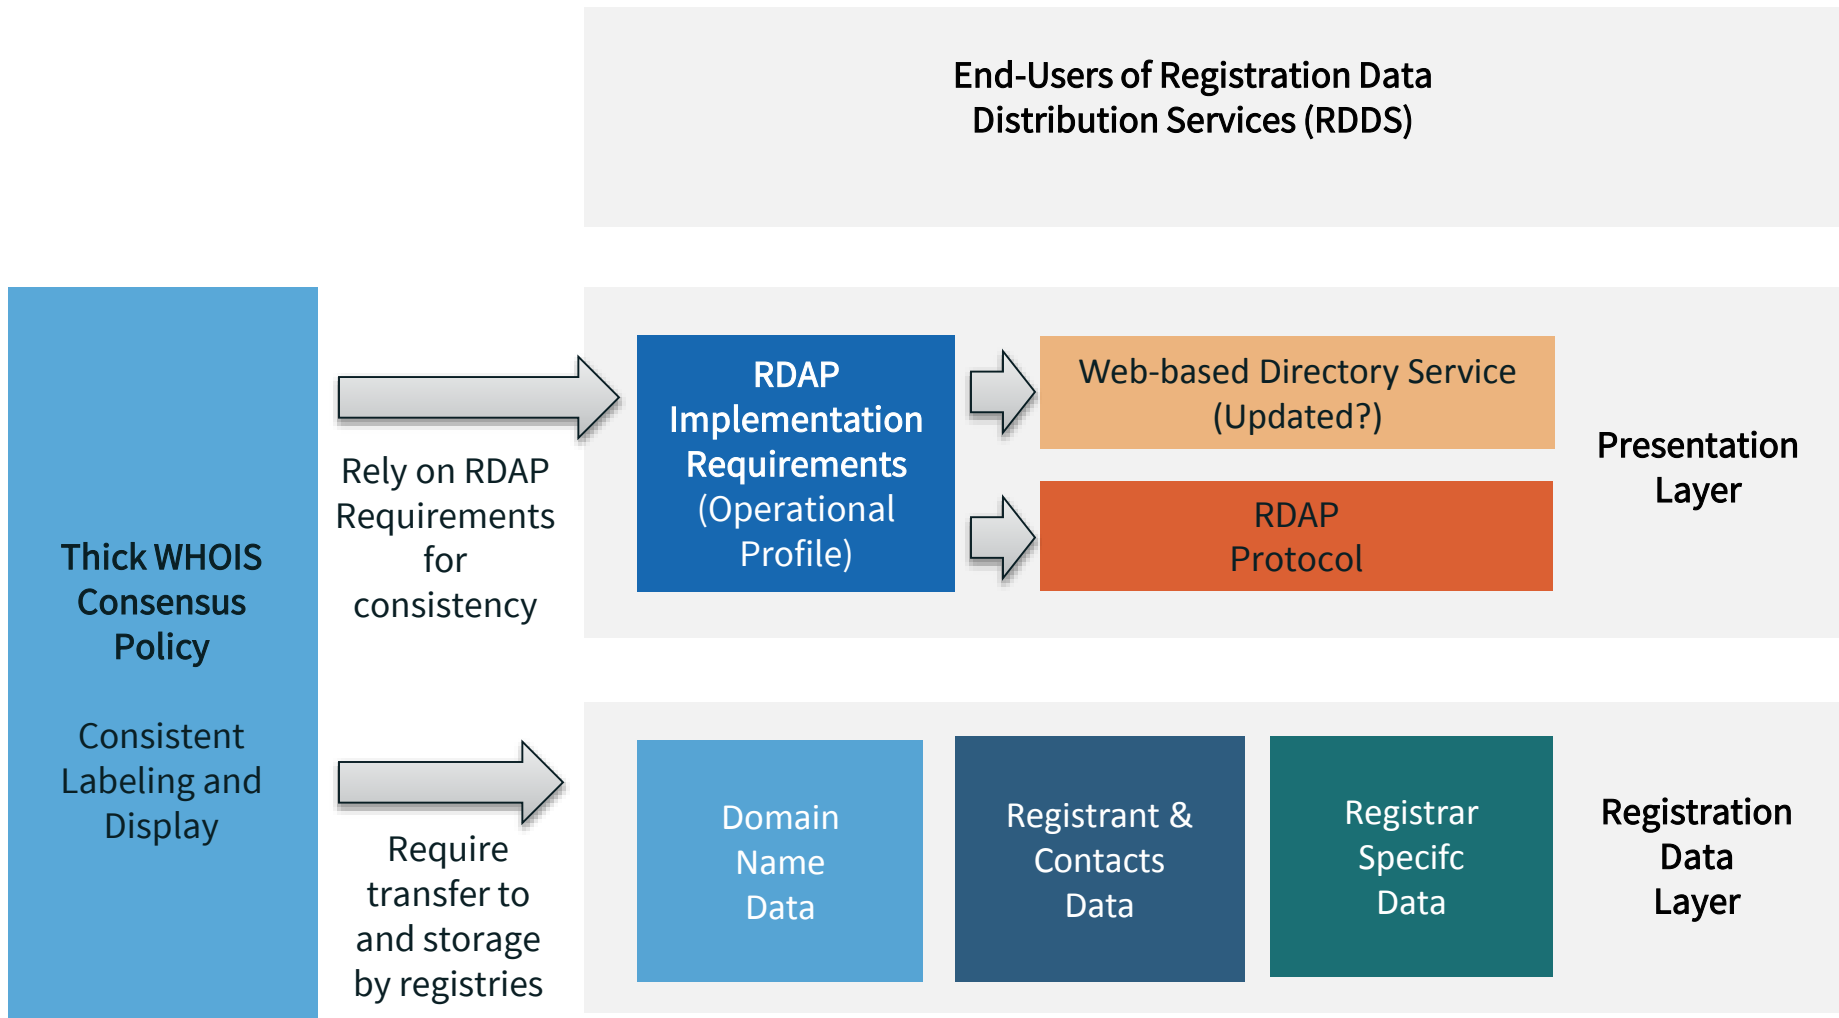 End-Users of Registration Data
Distribution Services (RDDS)
Thick WHOIS
Consensus
Policy
Consistent
Labeling and
Display
Rely on RDAP
Requirements
for
consistency
RDAP
Implementation
Requirements
(Operational
Profile)
Web-based Directory Service
(Updated?)
RDAP
Protocol
Presentation
Layer
Require
transfer to
and storage
by registries
Domain
Name
Data
Registrant &
Contacts
Data
Registrar
Specifc
Data
Registration
Data
Layer